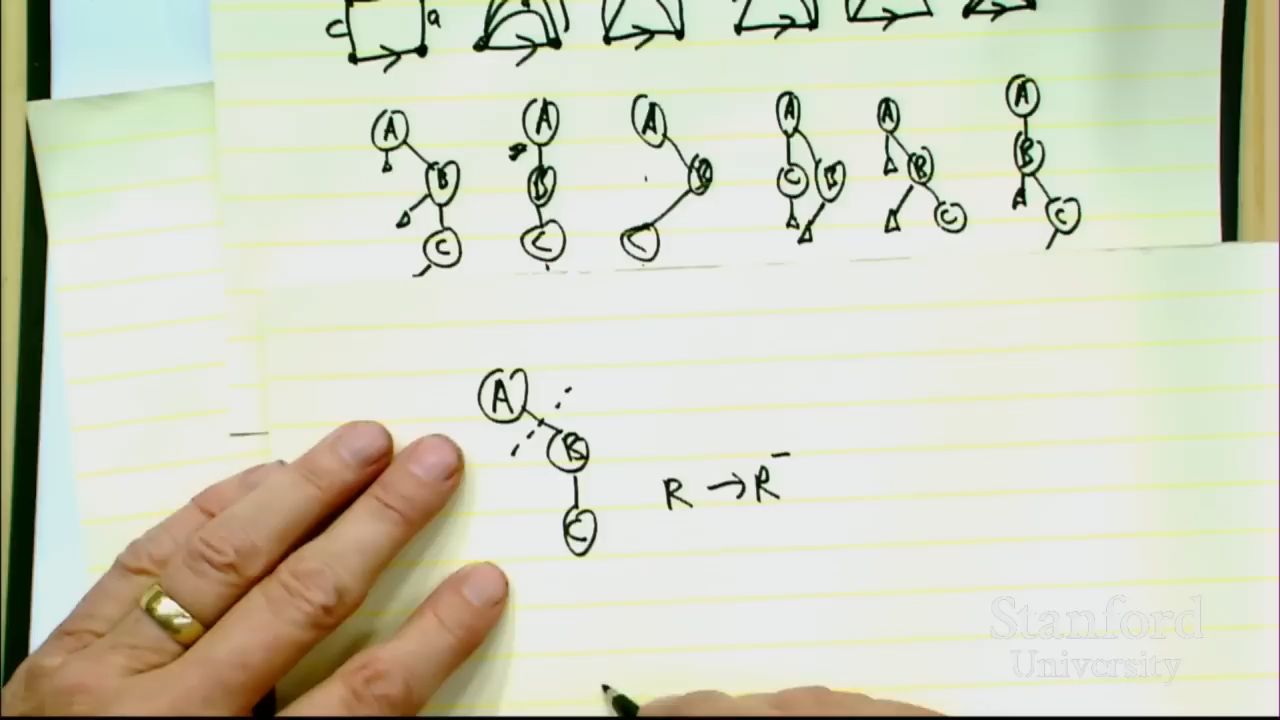 c a
A A A A A A
B B B C B B B
C C C C C
A
B
R → R⁻
C
Stanford
University